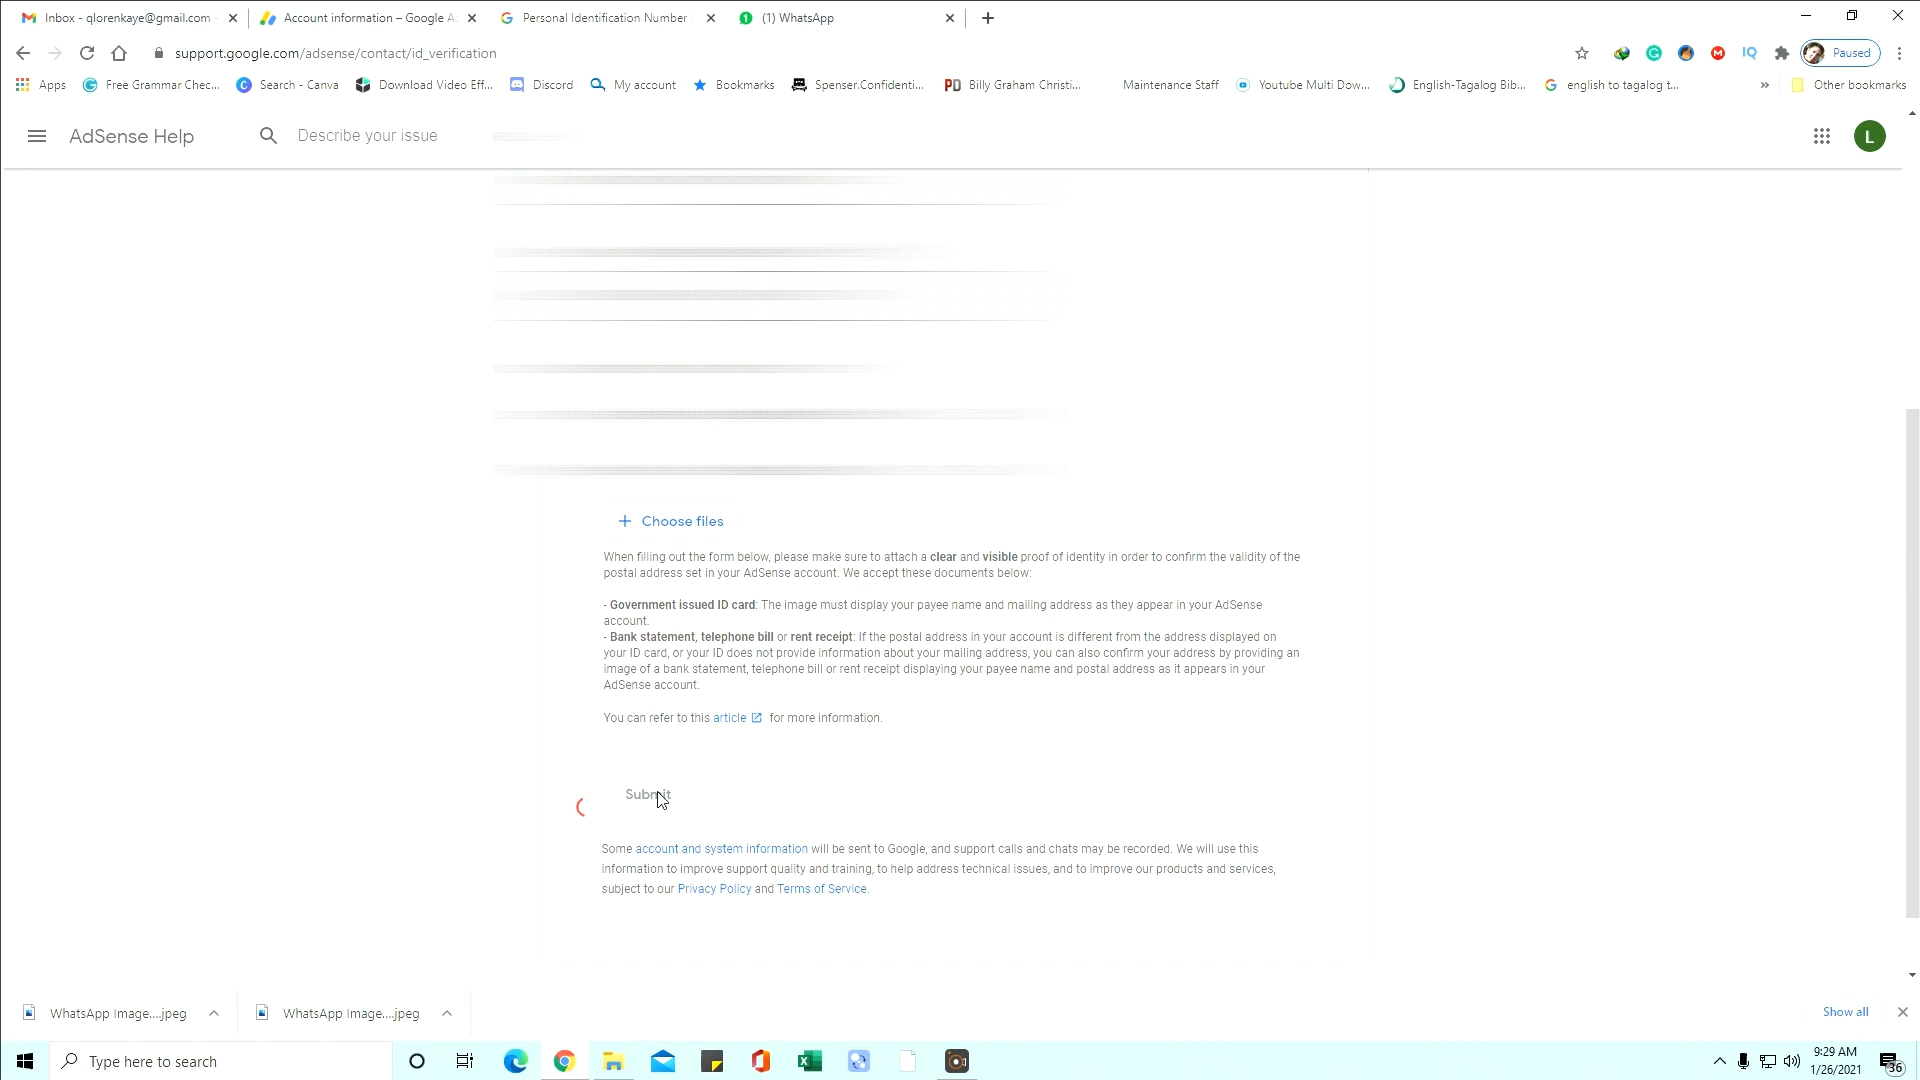 Inbox - qlorenkaye@gmail.com -
Account information – Google A
Personal Identification Number
(1) WhatsApp
support.google.com/adsense/contact/id_verification
Paused
Apps
Free Grammar Chec...
Search - Canva
Download Video Eff...
Discord
My account
Bookmarks
Spenser.Confidenti...
PD Billy Graham Christi...
Maintenance Staff
Youtube Multi Dow...
English-Tagalog Bib...
english to tagalog t...
»
Other bookmarks
AdSense Help
Describe your issue
L
+ Choose files
When filling out the form below, please make sure to attach a clear and visible proof of identity in order to confirm the validity of the
postal address set in your AdSense account. We accept these documents below:
- Government issued ID card: The image must display your payee name and mailing address as they appear in your AdSense
account.
- Bank statement, telephone bill or rent receipt: If the postal address in your account is different from the address displayed on
your ID card, or your ID does not provide information about your mailing address, you can also confirm your address by providing an
image of a bank statement, telephone bill or rent receipt displaying your payee name and postal address as it appears in your
AdSense account.
You can refer to this article for more information.
Submit
Some account and system information will be sent to Google, and support calls and chats may be recorded. We will use this
information to improve support quality and training, to help address technical issues, and to improve our products and services,
subject to our Privacy Policy and Terms of Service.
WhatsApp Image....jpeg
WhatsApp Image....jpeg
Show all
Type here to search
9:29 AM
1/26/2021
36